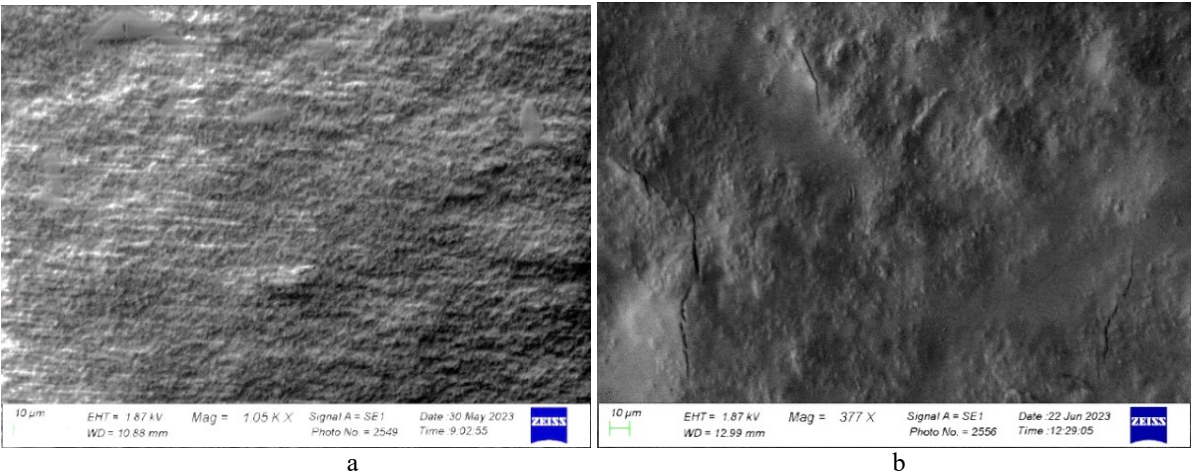 10 μm EHT = 1.87 kV Mag = 1.05 K X Signal A = SE1 Date :30 May 2023 ZEISS
WD = 10.88 mm Photo No. = 2549 Time :9:02:55
10 μm EHT = 1.87 kV Mag = 377 X Signal A = SE1 Date :22 Jun 2023 ZEISS
WD = 12.99 mm Photo No. = 2556 Time :12:29:05
a
b